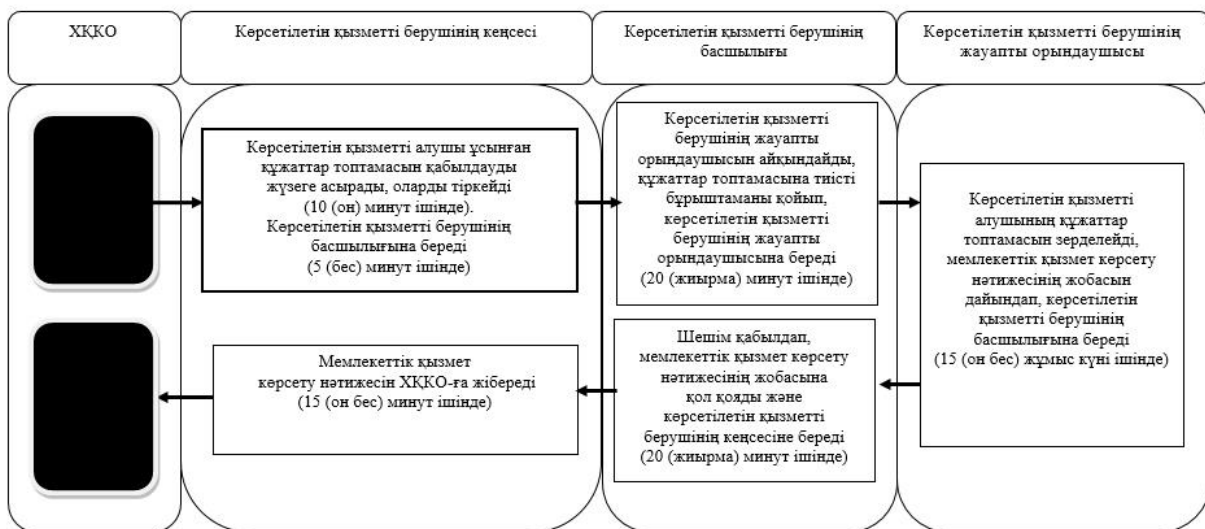 ХҚКО
Көрсетілетін қызметті берушінің кеңсесі
Көрсетілетін қызметті берушінің
басшылығы
Көрсетілетін қызметті берушінің
жауапты орындаушысы
Көрсетілетін қызметті алушы ұсынған
құжаттар топтамасын қабылдауды
жүзеге асырады, оларды тіркейді
(10 (он) минут ішінде).
Көрсетілетін қызметті берушінің
басшылығына береді
(5 (бес) минут ішінде)
Көрсетілетін қызметті
берушінің жауапты
орындаушысын айқындайды,
құжаттар топтамасына тиісті
бұрыштаманы қойып,
көрсетілетін қызметті
берушінің жауапты
орындаушысына береді
(20 (жиырма) минут ішінде)
Көрсетілетін қызметті
алушының құжаттар
топтамасын зерделейді,
мемлекеттік қызмет көрсету
нәтижесінің жобасын
дайындап, көрсетілетін
қызметті берушінің
басшылығына береді
(15 (он бес) жұмыс күні ішінде)
Шешім қабылдап,
мемлекеттік қызмет көрсету
нәтижесінің жобасына
қол қояды және
көрсетілетін қызметті
берушінің кеңсесіне береді
(20 (жиырма) минут ішінде)
Мемлекеттік қызмет
көрсету нәтижесін ХҚКО-ға жібереді
(15 (он бес) минут ішінде)